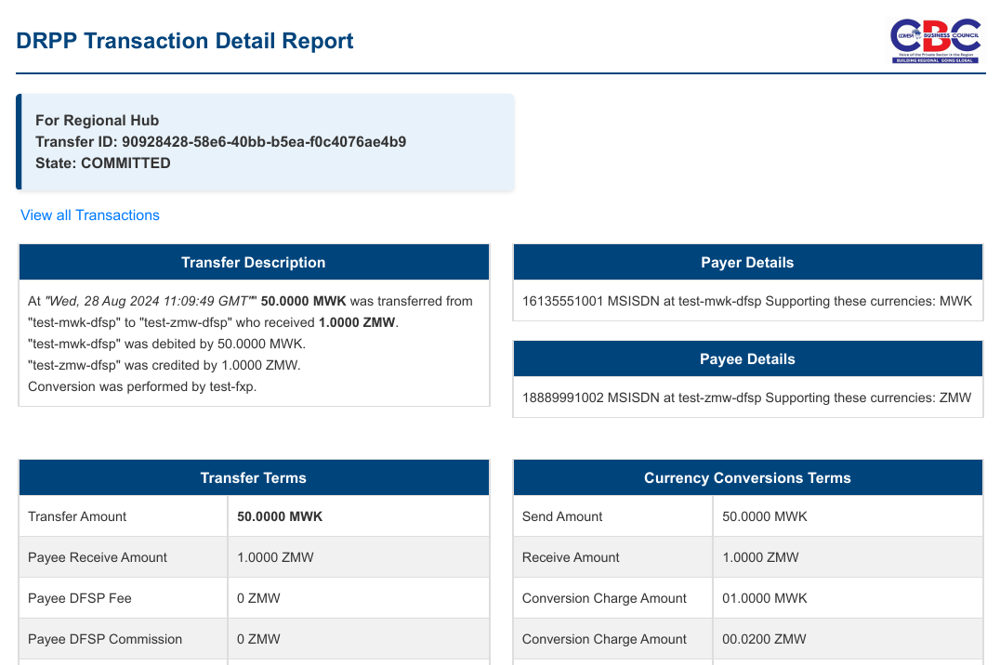 DRPP Transaction Detail Report
COMESA BUSINESS COUNCIL
CBC
Voice of the Private Sector in the Region
BUILDING REGIONAL GOING GLOBAL
For Regional Hub
Transfer ID: 90928428-58e6-40bb-b5ea-f0c4076ae4b9
State: COMMITTED
View all Transactions
Transfer Description
At "Wed, 28 Aug 2024 11:09:49 GMT"" 50.0000 MWK was transferred from
"test-mwk-dfsp" to "test-zmw-dfsp" who received 1.0000 ZMW.
"test-mwk-dfsp" was debited by 50.0000 MWK.
"test-zmw-dfsp" was credited by 1.0000 ZMW.
Conversion was performed by test-fxp.
Payer Details
16135551001 MSISDN at test-mwk-dfsp Supporting these currencies: MWK
Payee Details
18889991002 MSISDN at test-zmw-dfsp Supporting these currencies: ZMW
Transfer Terms
Transfer Amount 50.0000 MWK
Payee Receive Amount 1.0000 ZMW
Payee DFSP Fee 0 ZMW
Payee DFSP Commission 0 ZMW
Currency Conversions Terms
Send Amount 50.0000 MWK
Receive Amount 1.0000 ZMW
Conversion Charge Amount 01.0000 MWK
Conversion Charge Amount 00.0200 ZMW